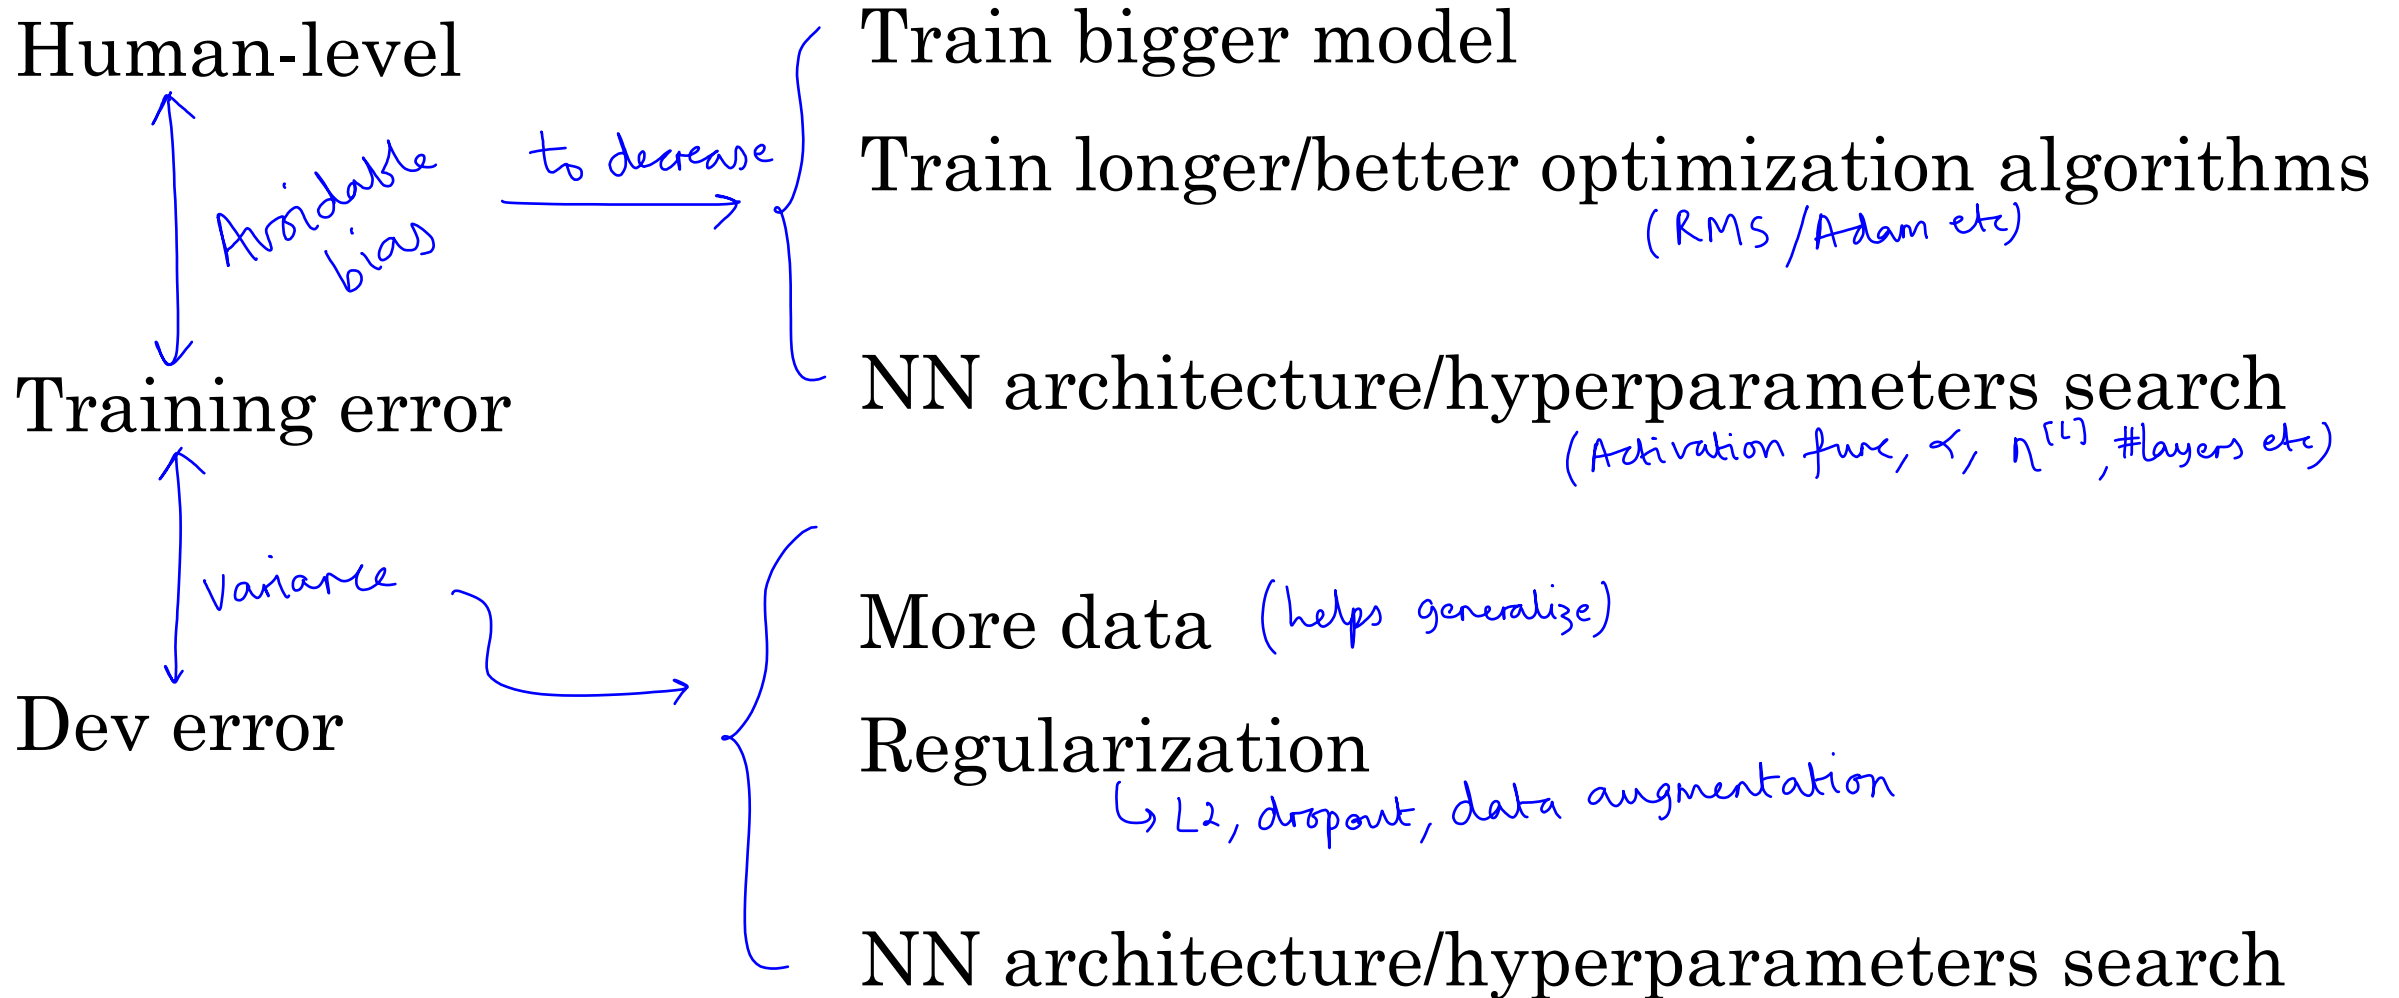 Human-level
Train bigger model
Avoidable
bias
to decrease
Train longer/better optimization algorithms
(RMS/Adam etc)
Training error
NN architecture/hyperparameters search
(Activation func, α, n^[L], #layers etc)
variance
More data (helps generalize)
Dev error
Regularization
↳ L2, dropout, data augmentation
NN architecture/hyperparameters search